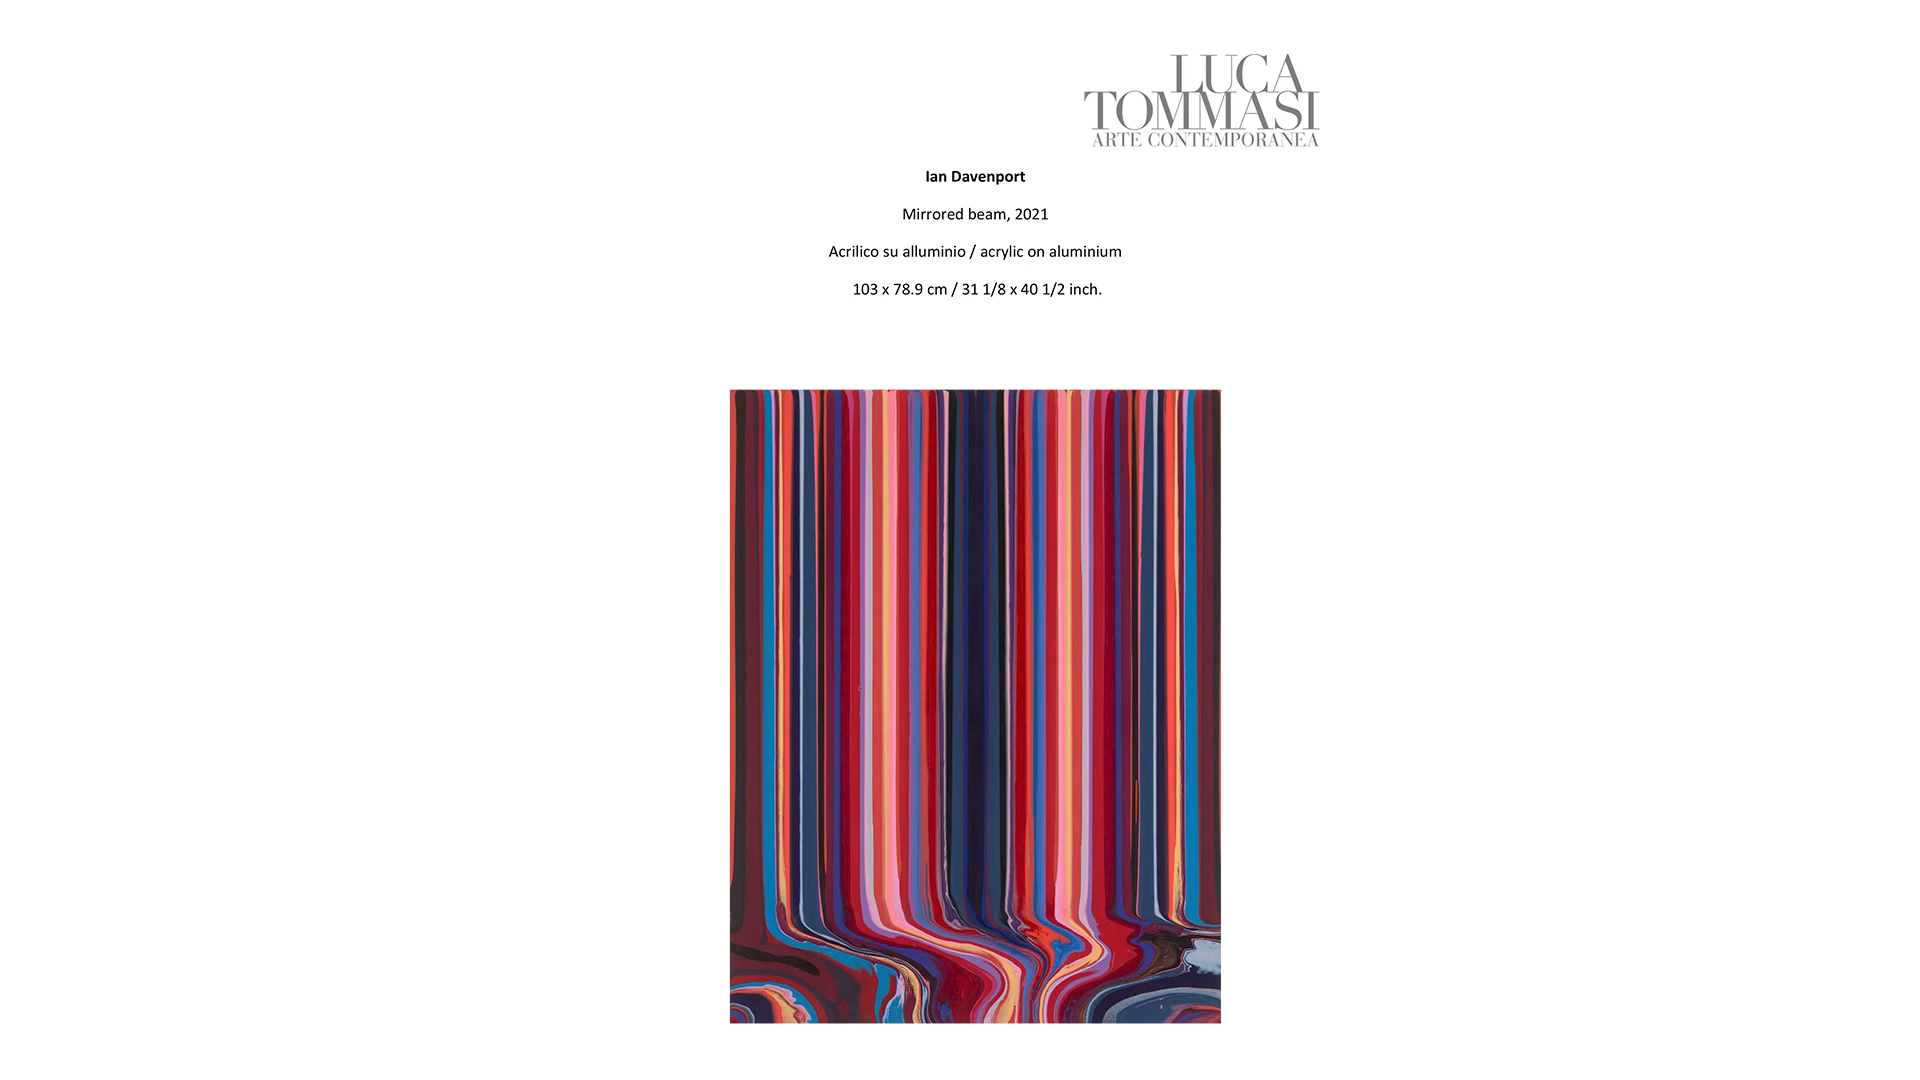 LUCA
TOMMASI
ARTE CONTEMPORANEA
Ian Davenport
Mirrored beam, 2021
Acrilico su alluminio / acrylic on aluminium
103 x 78.9 cm / 31 1/8 x 40 1/2 inch.